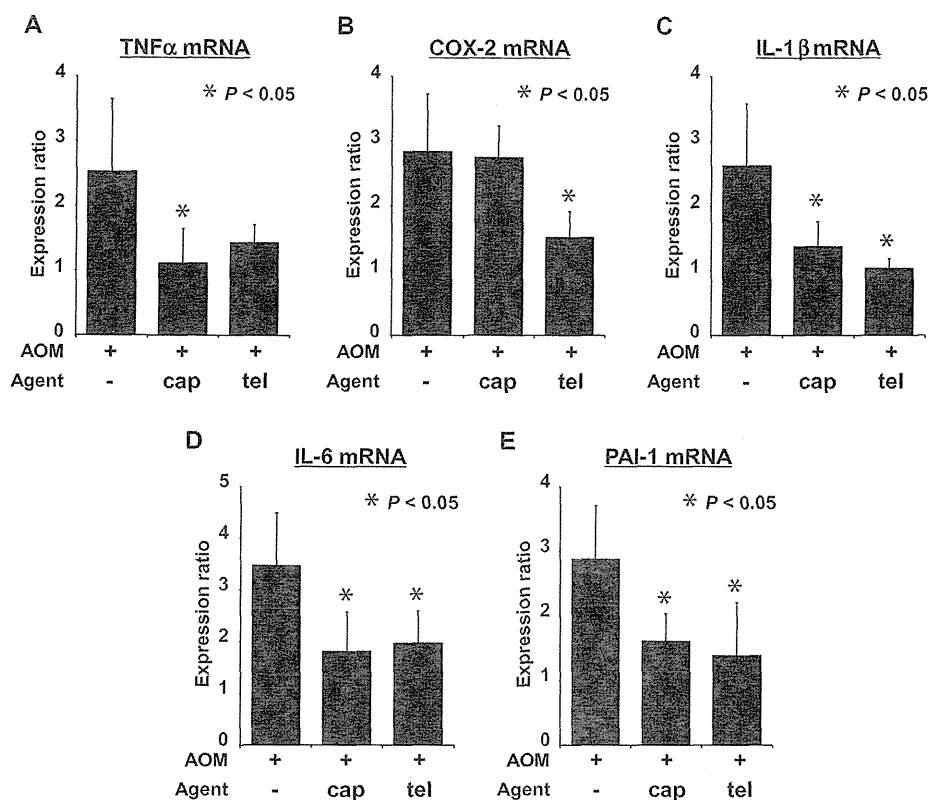 A
TNFα mRNA
* P < 0.05
Expression ratio
4
3
2
1
0
AOM + + +
Agent - cap tel
B
COX-2 mRNA
* P < 0.05
Expression ratio
4
3
2
1
0
* 
AOM + + +
Agent - cap tel
C
IL-1β mRNA
* P < 0.05
Expression ratio
4
3
2
1
0
* *
AOM + + +
Agent - cap tel
D
IL-6 mRNA
* P < 0.05
Expression ratio
5
4
3
2
1
0
* *
AOM + + +
Agent - cap tel
E
PAI-1 mRNA
* P < 0.05
Expression ratio
4
3
2
1
0
* *
AOM + + +
Agent - cap tel